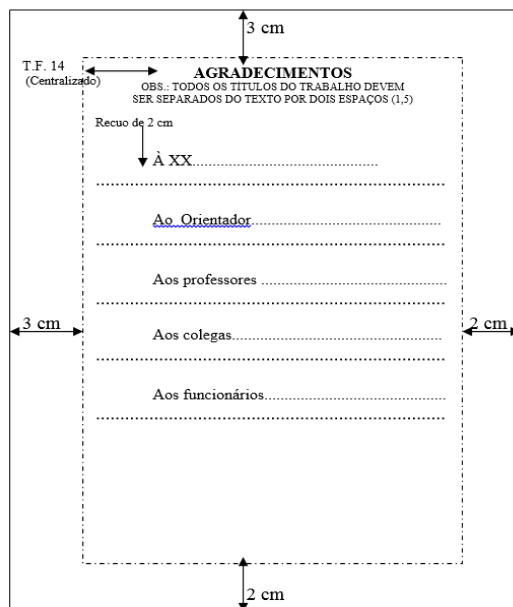 3 cm
T.F. 14
(Centralizado)
AGRADECIMENTOS
OBS.: TODOS OS TÍTULOS DO TRABALHO DEVEM
SER SEPARADOS DO TEXTO POR DOIS ESPAÇOS (1,5)
Recuo de 2 cm
À XX..............................................
.......................................................................................
Ao Orientador...............................................
.......................................................................................
Aos professores ..............................................
.......................................................................................
3 cm
2 cm
Aos colegas.....................................................
.......................................................................................
Aos funcionários.............................................
.......................................................................................
2 cm